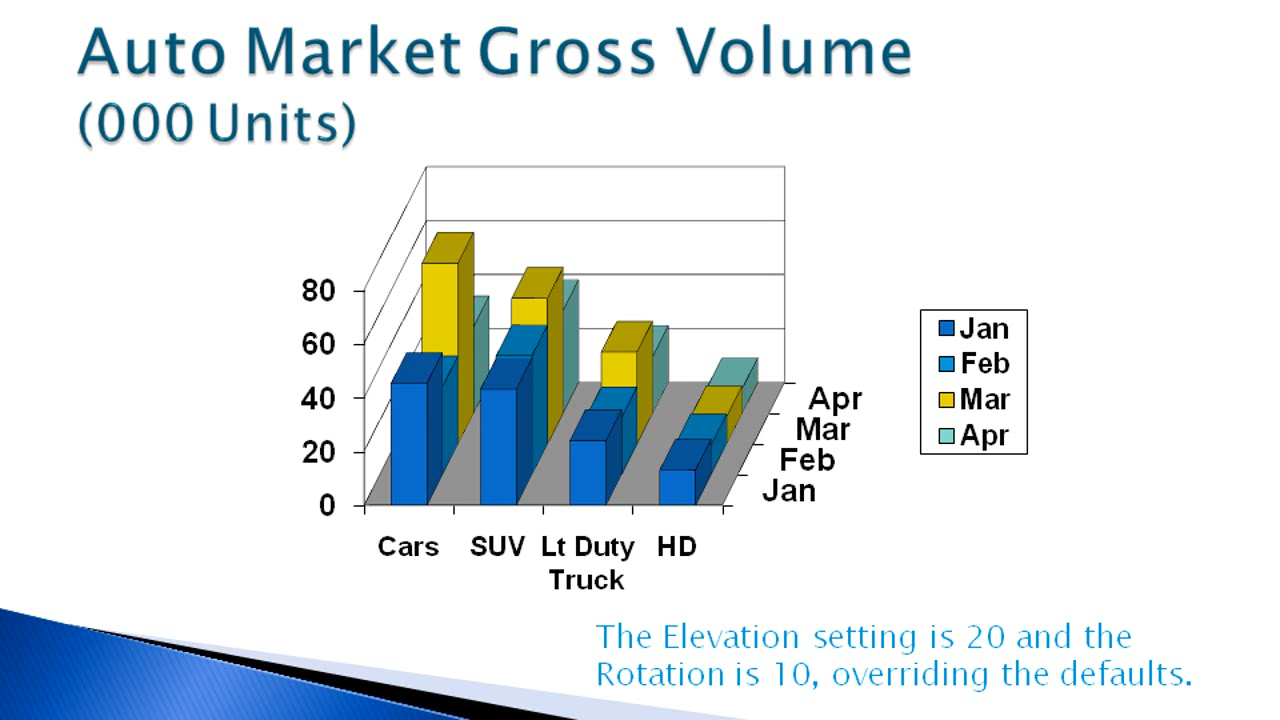 Auto Market Gross Volume
(000 Units)
80
60
40
20
0
Apr
Mar
Feb
Jan
Cars SUV Lt Duty HD
Truck
Jan
Feb
Mar
Apr
The Elevation setting is 20 and the
Rotation is 10, overriding the defaults.